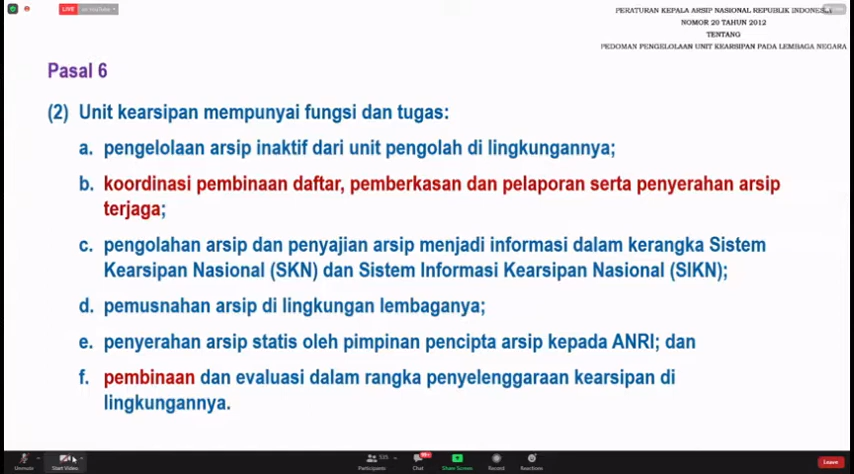 LIVE
PERATURAN KEPALA ARSIP NASIONAL REPUBLIK INDONESIA
NOMOR 20 TAHUN 2012
TENTANG
PEDOMAN PENGELOLAAN UNIT KEARSIPAN PADA LEMBAGA NEGARA
Pasal 6
(2) Unit kearsipan mempunyai fungsi dan tugas:
a. pengelolaan arsip inaktif dari unit pengolah di lingkungannya;
b. koordinasi pembinaan daftar, pemberkasan dan pelaporan serta penyerahan arsip
terjaga;
c. pengolahan arsip dan penyajian arsip menjadi informasi dalam kerangka Sistem
Kearsipan Nasional (SKN) dan Sistem Informasi Kearsipan Nasional (SIKN);
d. pemusnahan arsip di lingkungan lembaganya;
e. penyerahan arsip statis oleh pimpinan pencipta arsip kepada ANRI; dan
f. pembinaan dan evaluasi dalam rangka penyelenggaraan kearsipan di
lingkungannya.
Unmute Start Video Participants Chat Share Screen Record Reactions Leave